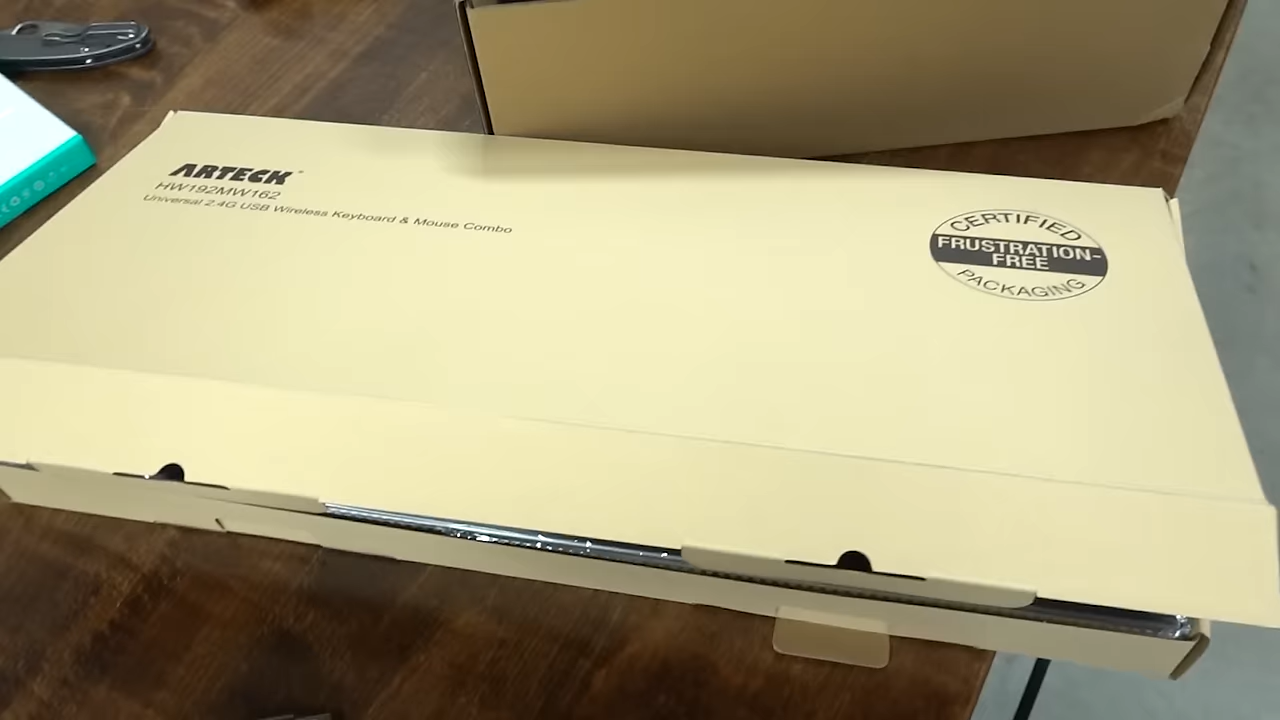 ARTECK
HW192MW162
Universal 2.4G USB Wireless Keyboard & Mouse Combo
CERTIFIED
FRUSTRATION-
FREE
PACKAGING